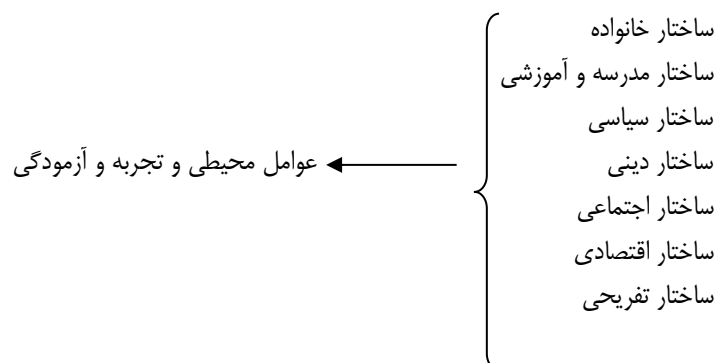 ساختار خانواده
ساختار مدرسه و آموزشی
ساختار سیاسی
ساختار دینی
عوامل محیطی و تجربه و آزمودگی
ساختار اجتماعی
ساختار اقتصادی
ساختار تفریحی